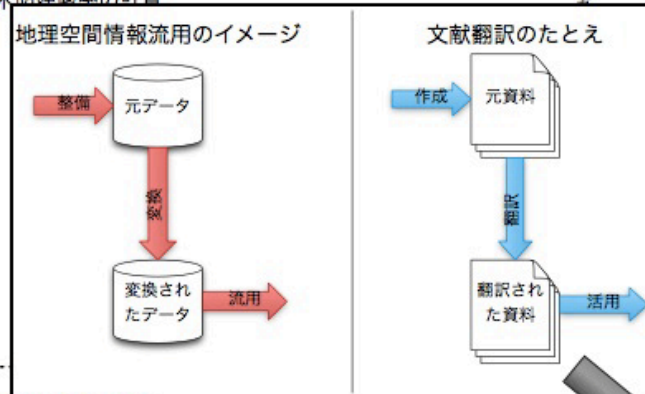 地理空間情報流用のイメージ
整備
元データ
変換
変換され
たデータ
流用
文献翻訳のたとえ
作成
元資料
翻訳
翻訳され
た資料
活用